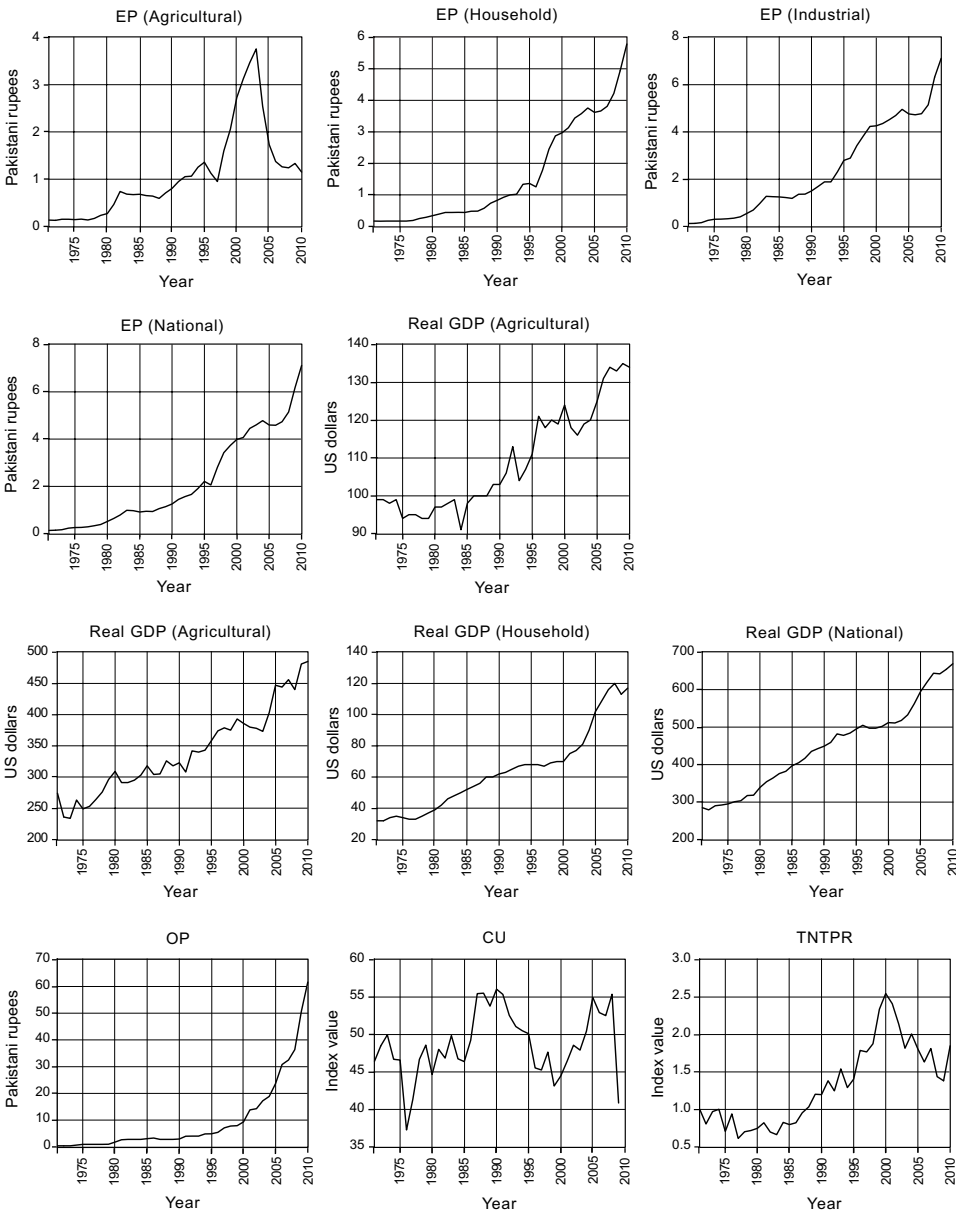 EP (Agricultural)
Pakistani rupees
4
3
2
1
0
1975 1980 1985 1990 1995 2000 2005 2010
Year
EP (Household)
Pakistani rupees
6
5
4
3
2
1
0
1975 1980 1985 1990 1995 2000 2005 2010
Year
EP (Industrial)
Pakistani rupees
8
6
4
2
0
1975 1980 1985 1990 1995 2000 2005 2010
Year
EP (National)
Pakistani rupees
8
6
4
2
0
1975 1980 1985 1990 1995 2000 2005 2010
Year
Real GDP (Agricultural)
US dollars
140
130
120
110
100
90
1975 1980 1985 1990 1995 2000 2005 2010
Year
Real GDP (Agricultural)
US dollars
500
450
400
350
300
250
200
1975 1980 1985 1990 1995 2000 2005 2010
Year
Real GDP (Household)
US dollars
140
120
100
80
60
40
20
1975 1980 1985 1990 1995 2000 2005 2010
Year
Real GDP (National)
US dollars
700
600
500
400
300
200
1975 1980 1985 1990 1995 2000 2005 2010
Year
OP
Pakistani rupees
70
60
50
40
30
20
10
0
1975 1980 1985 1990 1995 2000 2005 2010
Year
CU
Index value
60
55
50
45
40
35
1975 1980 1985 1990 1995 2000 2005 2010
Year
TNTPR
Index value
3.0
2.5
2.0
1.5
1.0
0.5
1975 1980 1985 1990 1995 2000 2005 2010
Year